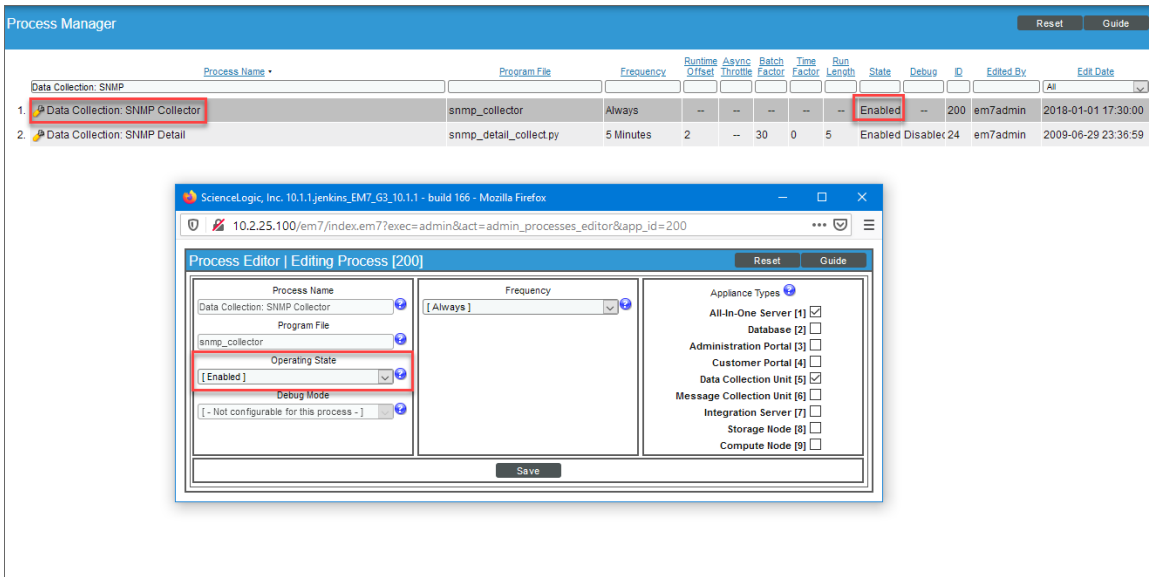 Process Manager
Reset Guide
Process Name • Program File Frequency Runtime Offset Async Throttle Batch Factor Time Factor Run Length State Debug ID Edited By Edit Date
Data Collection: SNMP All
1. Data Collection: SNMP Collector snmp_collector Always -- -- -- -- -- Enabled -- 200 em7admin 2018-01-01 17:30:00
2. Data Collection: SNMP Detail snmp_detail_collect.py 5 Minutes 2 -- 30 0 5 Enabled Disablec 24 em7admin 2009-06-29 23:36:59
ScienceLogic, Inc. 10.1.1.jenkins_EM7_G3_10.1.1 - build 166 - Mozilla Firefox
10.2.25.100/em7/index.em7?exec=admin&act=admin_processes_editor&app_id=200
Process Editor | Editing Process [200]
Reset Guide
Process Name
Data Collection: SNMP Collector
Program File
snmp_collector
Operating State
[ Enabled ]
Debug Mode
[ - Not configurable for this process - ]
Frequency
[ Always ]
Appliance Types
All-In-One Server [1]
Database [2]
Administration Portal [3]
Customer Portal [4]
Data Collection Unit [5]
Message Collection Unit [6]
Integration Server [7]
Storage Node [8]
Compute Node [9]
Save